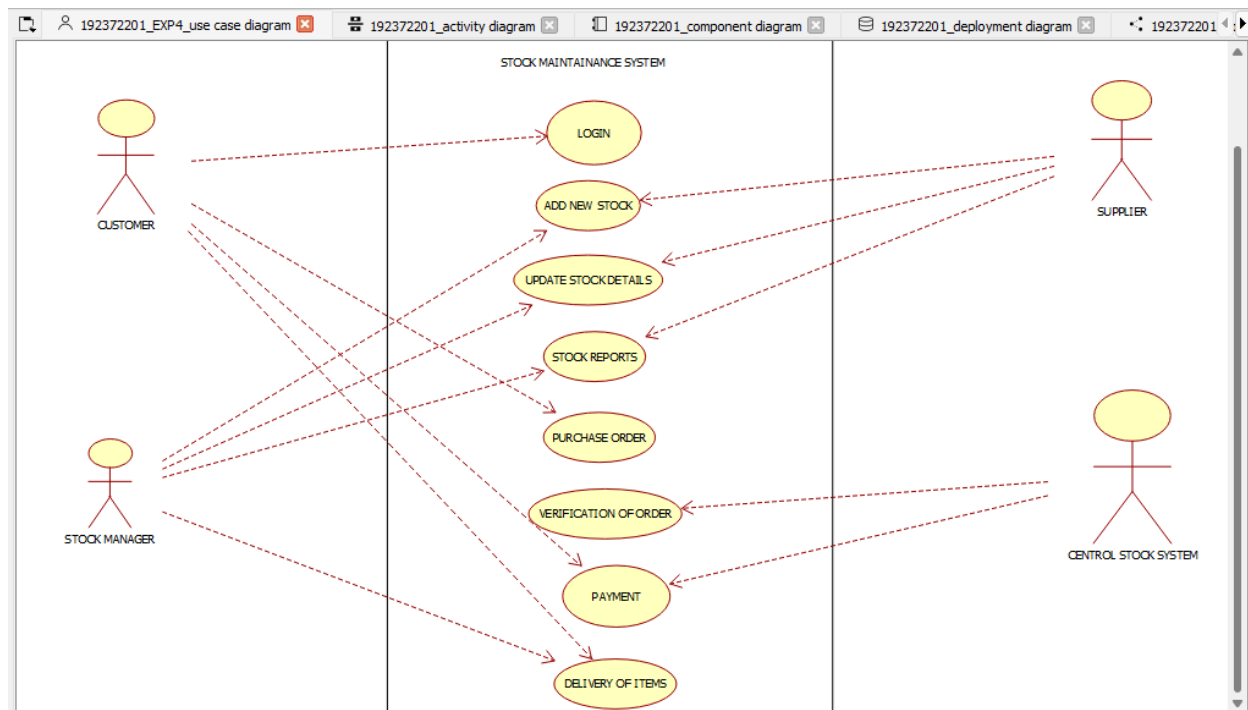 192372201_EXP4_use case diagram
192372201_activity diagram
192372201_component diagram
192372201_deployment diagram
192372201
STOCK MAINTAINANCE SYSTEM
CUSTOMER
LOGIN
ADD NEW STOCK
SUPPLIER
UPDATE STOCK DETAILS
STOCK REPORTS
PURCHASE ORDER
STOCK MANAGER
VERIFICATION OF ORDER
CENTROL STOCK SYSTEM
PAYMENT
DELIVERY OF ITEMS